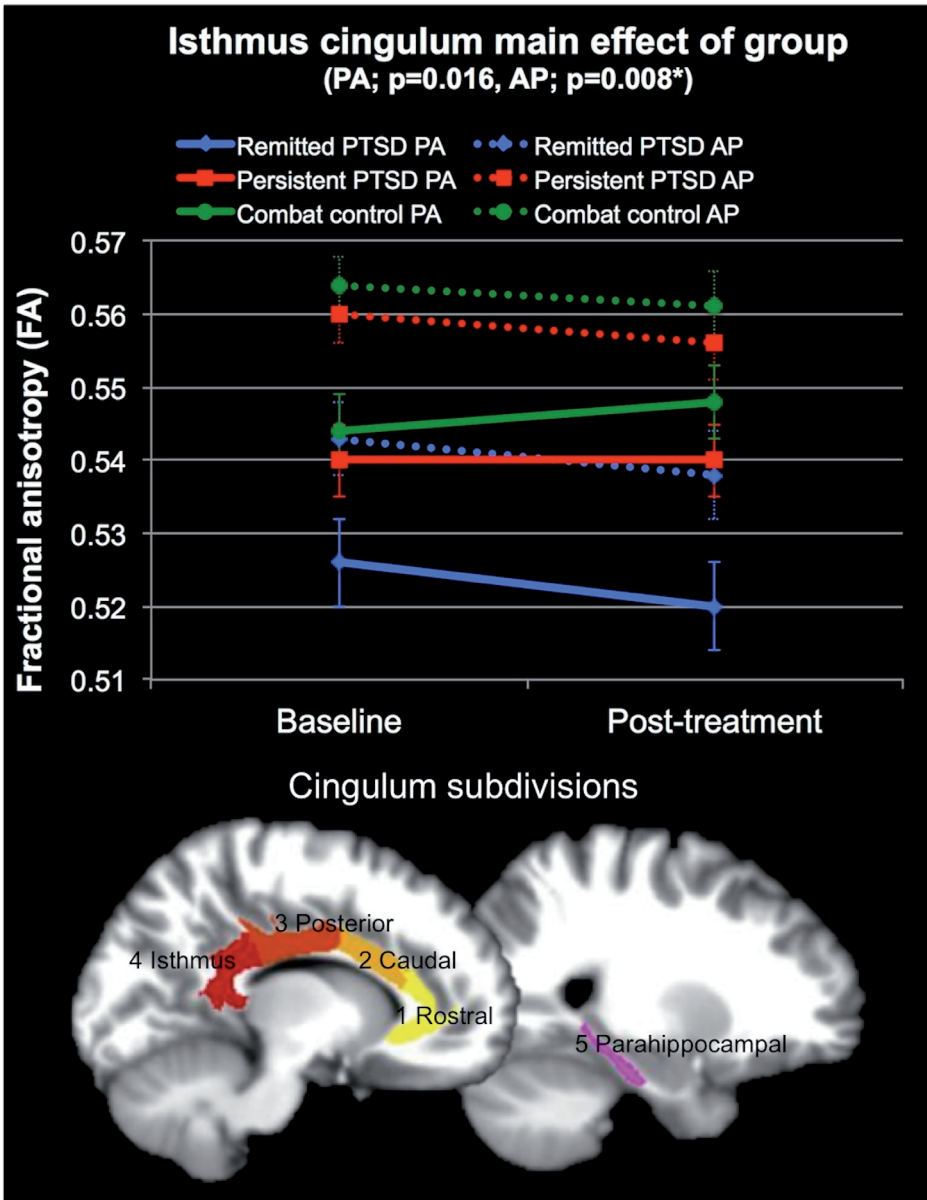 Isthmus cingulum main effect of group
(PA; p=0.016, AP; p=0.008*)
Remitted PTSD PA Remitted PTSD AP
Persistent PTSD PA Persistent PTSD AP
Combat control PA Combat control AP
Fractional anisotropy (FA)
0.57
0.56
0.55
0.54
0.53
0.52
0.51
Baseline Post-treatment
Cingulum subdivisions
3 Posterior
4 Isthmus 2 Caudal
1 Rostral
5 Parahippocampal